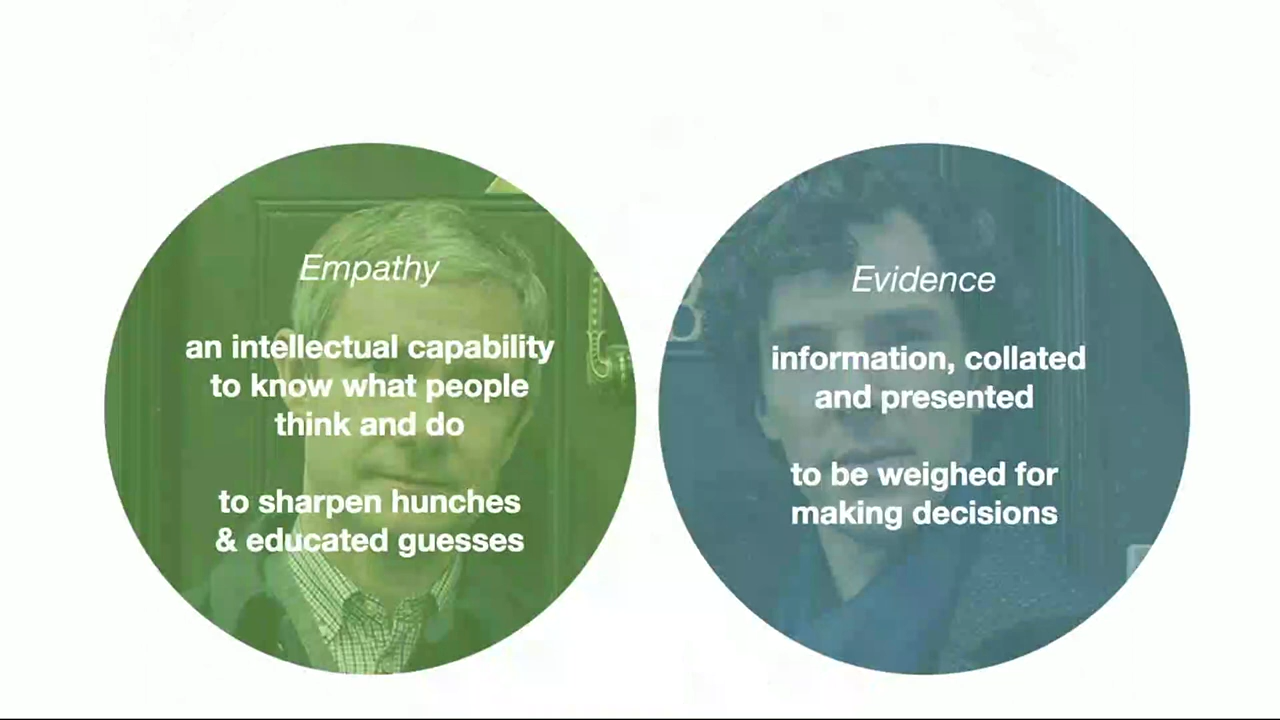 Empathy
an intellectual capability
to know what people
think and do
to sharpen hunches
& educated guesses
Evidence
information, collated
and presented
to be weighed for
making decisions